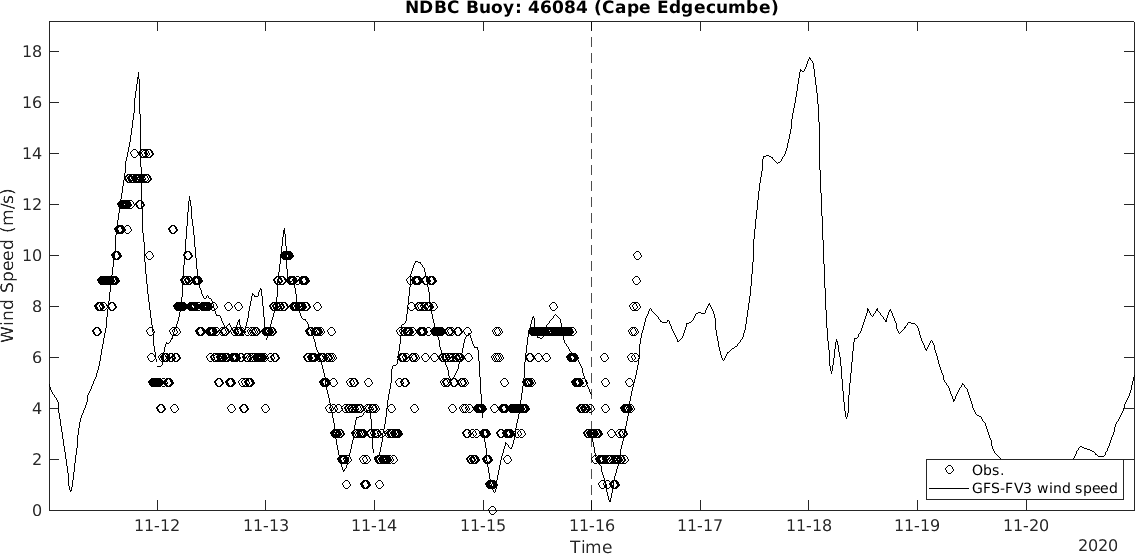 NDBC Buoy: 46084 (Cape Edgecumbe)
18
16
14
12
10
8
6
4
2
0
Wind Speed (m/s)
11-12 11-13 11-14 11-15 11-16 11-17 11-18 11-19 11-20
Time
2020
Obs.
GFS-FV3 wind speed